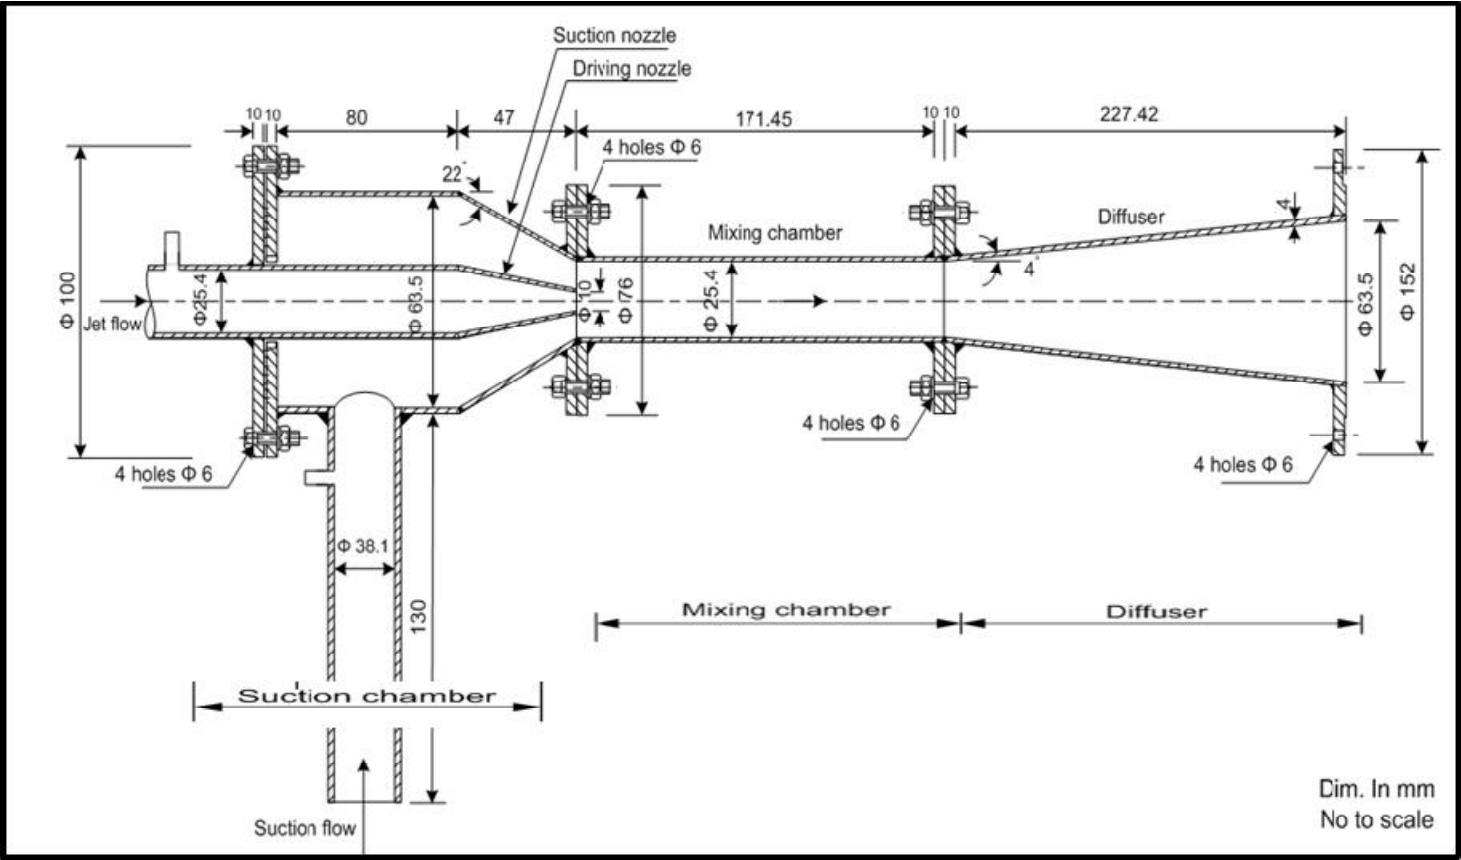 Suction nozzle
Driving nozzle
10 10
80
47
171.45
10 10
227.42
4 holes Φ 6
22°
4
Mixing chamber
Diffuser
4°
Φ 100
Jet flow
Φ25.4
Φ 63.5
Φ 10
Φ 76
Φ 25.4
Φ 63.5
Φ 152
4 holes Φ 6
4 holes Φ 6
4 holes Φ 6
Φ 38.1
130
Mixing chamber
Diffuser
Suction chamber
Suction flow
Dim. In mm
No to scale